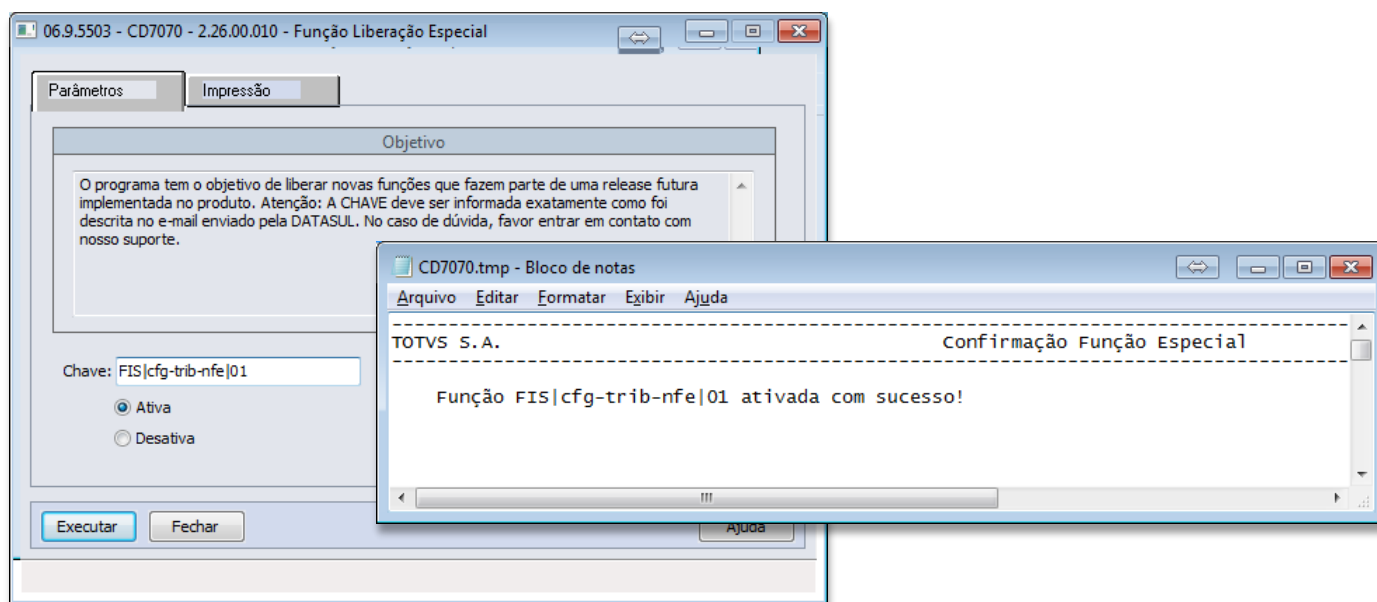 06.9.5503 - CD7070 - 2.26.00.010 - Função Liberação Especial
Parâmetros
Impressão
Objetivo
O programa tem o objetivo de liberar novas funções que fazem parte de uma release futura
implementada no produto. Atenção: A CHAVE deve ser informada exatamente como foi
descrita no e-mail enviado pela DATASUL. No caso de dúvida, favor entrar em contato com
nosso suporte.
Chave: FIS|cfg-trib-nfe|01
Ativa
Desativa
Executar
Fechar
Ajuda
CD7070.tmp - Bloco de notas
Arquivo Editar Formatar Exibir Ajuda
--------------------------------------------------------------------------------------
TOTVS S.A. Confirmação Função Especial
--------------------------------------------------------------------------------------
Função FIS|cfg-trib-nfe|01 ativada com sucesso!